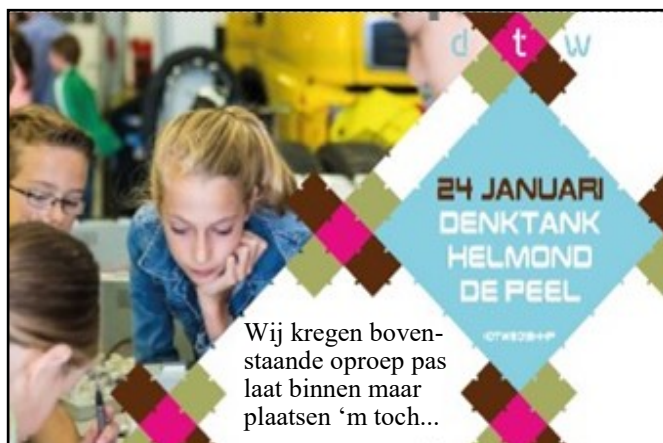 d t w
24 JANUARI
DENKTANK
HELMOND
DE PEEL
Wij kregen boven-
staande oproep pas
laat binnen maar
plaatsen ‘m toch...